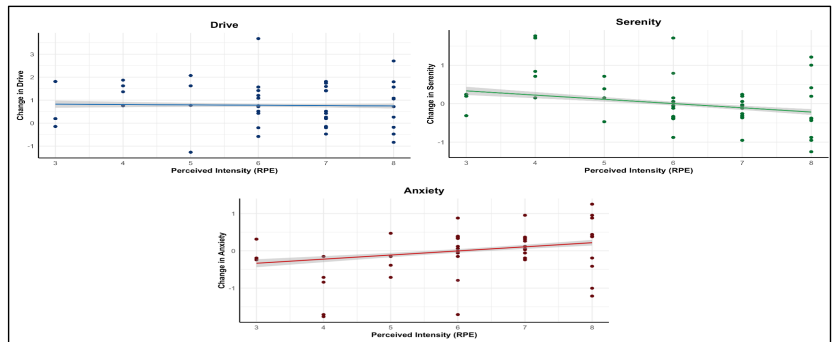 Drive
Change in Drive
3
2
1
0
-1
3 4 5 6 7 8
Perceived Intensity (RPE)
Serenity
Change in Serenity
1
0
-1
3 4 5 6 7 8
Perceived Intensity (RPE)
Anxiety
Change in Anxiety
1
0
-1
3 4 5 6 7 8
Perceived Intensity (RPE)